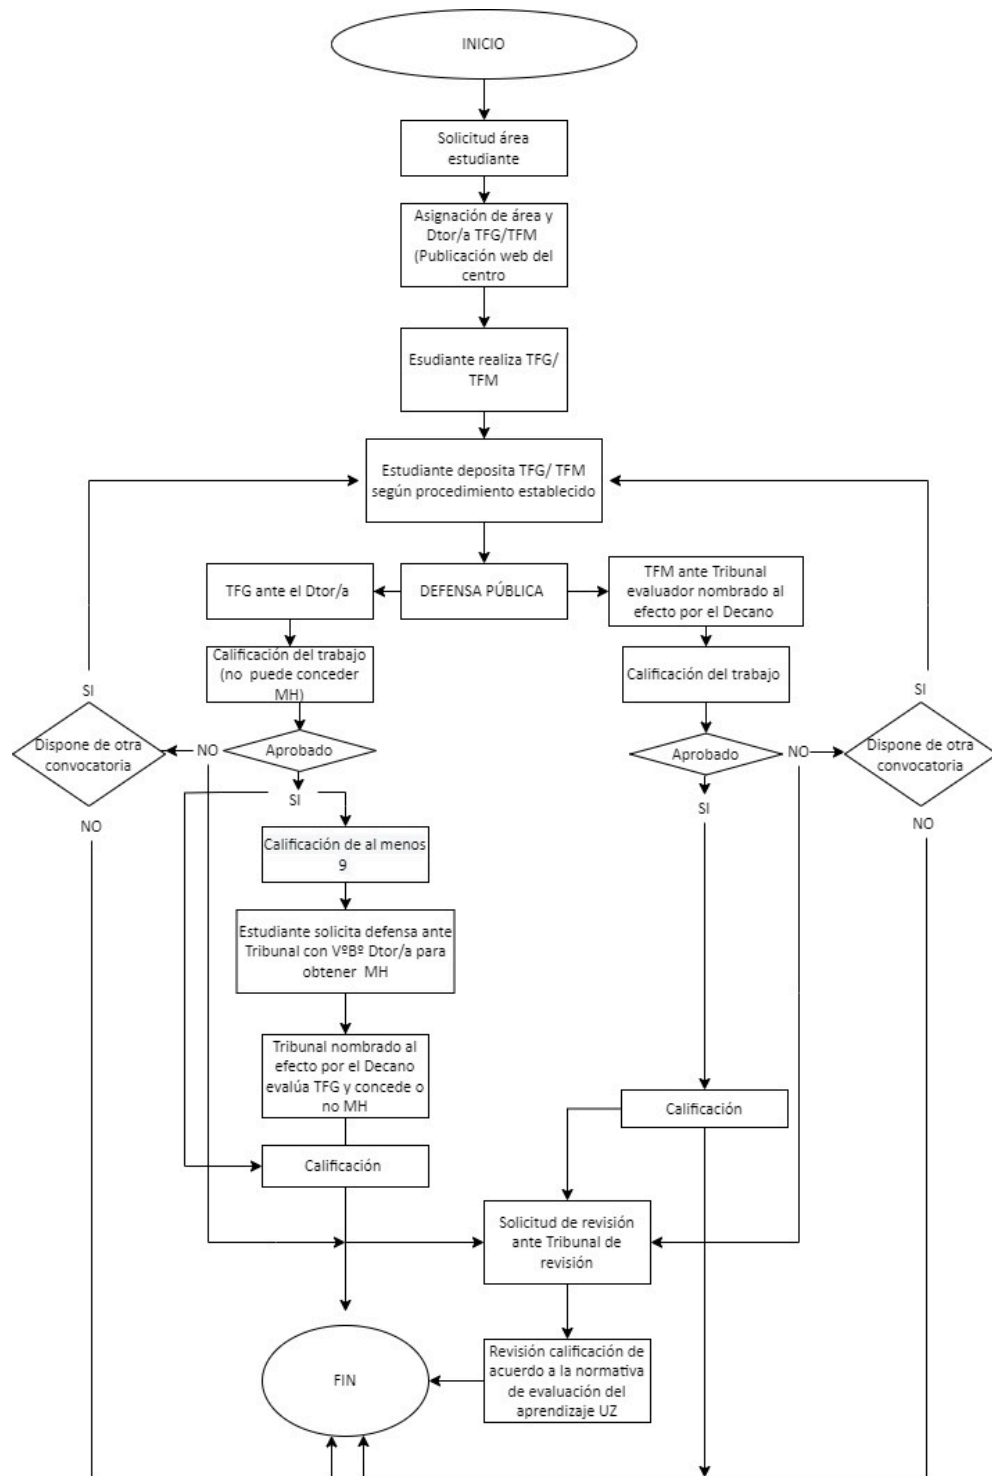 INICIO
Solicitud área
estudiante
Asignación de área y
Dtor/a TFG/TFM
(Publicación web del
centro
Esudiante realiza TFG/
TFM
Estudiante deposita TFG/ TFM
según procedimiento establecido
TFG ante el Dtor/a
DEFENSA PÚBLICA
TFM ante Tribunal
evaluador nombrado al
efecto por el Decano
Calificación del trabajo
(no puede conceder
MH)
Calificación del trabajo
SI
SI
Dispone de otra
convocatoria
NO
Aprobado
Aprobado
NO
Dispone de otra
convocatoria
SI
SI
NO
NO
Calificación de al menos
9
Estudiante solicita defensa ante
Tribunal con VºBº Dtor/a para
obtener MH
Tribunal nombrado al
efecto por el Decano
evalúa TFG y concede o
no MH
Calificación
Calificación
Solicitud de revisión
ante Tribunal de
revisión
FIN
Revisión calificación de
acuerdo a la normativa
de evaluación del
aprendizaje UZ